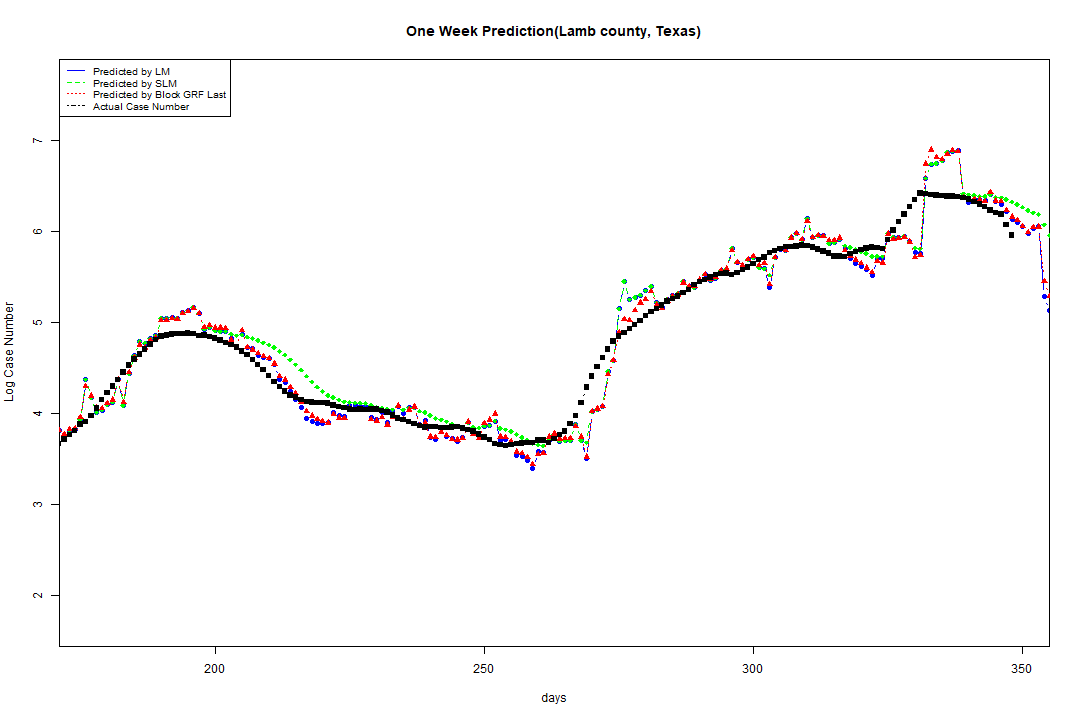 One Week Prediction(Lamb county, Texas)
Predicted by LM
Predicted by SLM
Predicted by Block GRF Last
Actual Case Number
7
6
5
4
3
2
Log Case Number
200 250 300 350
days